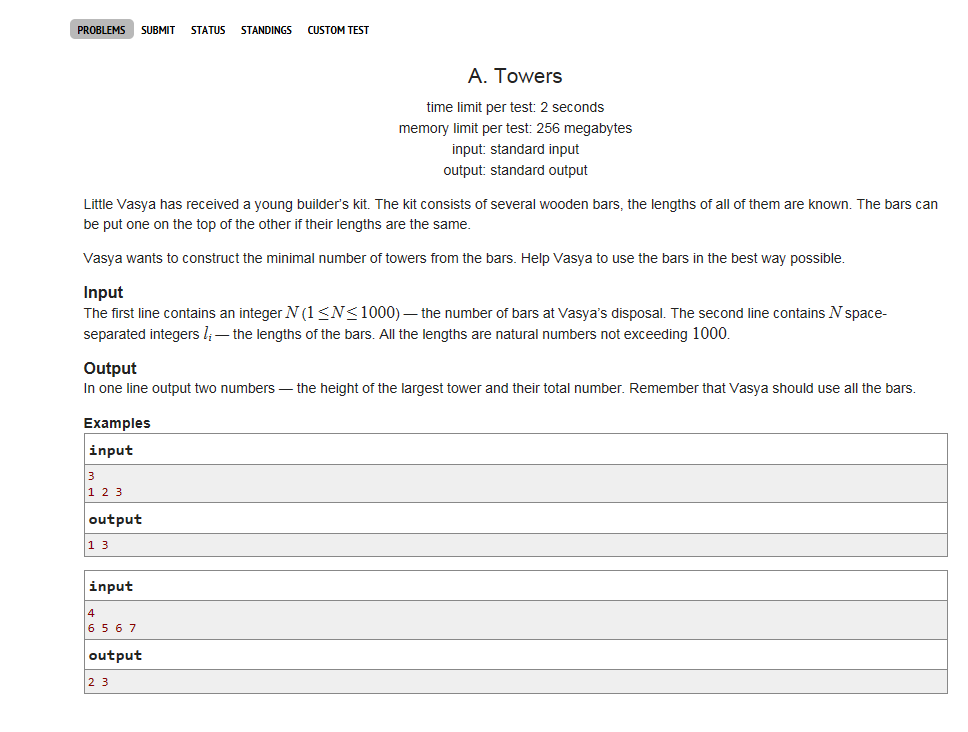 PROBLEMS SUBMIT STATUS STANDINGS CUSTOM TEST
A. Towers
time limit per test: 2 seconds
memory limit per test: 256 megabytes
input: standard input
output: standard output
Little Vasya has received a young builder's kit. The kit consists of several wooden bars, the lengths of all of them are known. The bars can
be put one on the top of the other if their lengths are the same.
Vasya wants to construct the minimal number of towers from the bars. Help Vasya to use the bars in the best way possible.
Input
The first line contains an integer N (1 ≤ N ≤ 1000) — the number of bars at Vasya's disposal. The second line contains N space-
separated integers l_i — the lengths of the bars. All the lengths are natural numbers not exceeding 1000.
Output
In one line output two numbers — the height of the largest tower and their total number. Remember that Vasya should use all the bars.
Examples
input
3
1 2 3
output
1 3
input
4
6 5 6 7
output
2 3